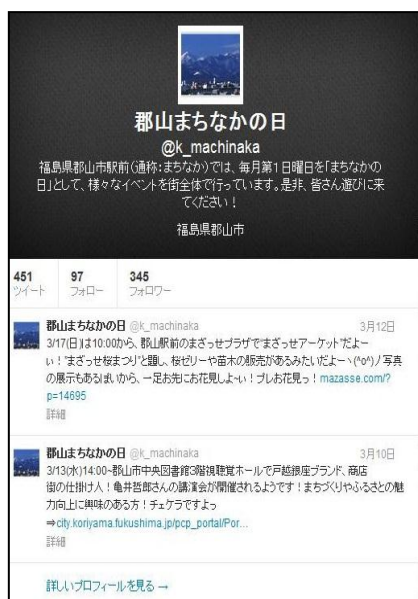 郡山まちなかの日
@k_machinaka
福島県郡山市駅前(通称:まちなか)では、毎月第1日曜日を「まちなかの
日」として、様々なイベントを街全体で行っています。是非、皆さん遊びに来
てください!
福島県郡山市
451 97 345
ツイート フォロー フォロワー
郡山まちなかの日 @k_machinaka 3月12日
3/17(日)は10:00から、郡山駅前のまざっせプラザで"まざっせアーケット"だよー
ぃ!"まざっせ桜まつり"と題し、桜ゼリーや苗木の販売があるみたいだよーヽ(^o^)ノ写真
の展示もあるぽいから、一足お先にお花見しよーぃ!プレお花見っ! mazasse.com/?
p=14695
詳細
郡山まちなかの日 @k_machinaka 3月10日
3/13(水)14:00~郡山市中央図書館3階視聴覚ホールで戸越銀座ブランド、商店
街の仕掛け人!亀井哲郎さんの講演会が開催されるようです!まちづくりやふるさとの魅
力向上に興味のある方!チェケラですよっ
⇒city.koriyama.fukushima.jp/pcp_portal/Por...
詳細
詳しいプロフィールを見る →